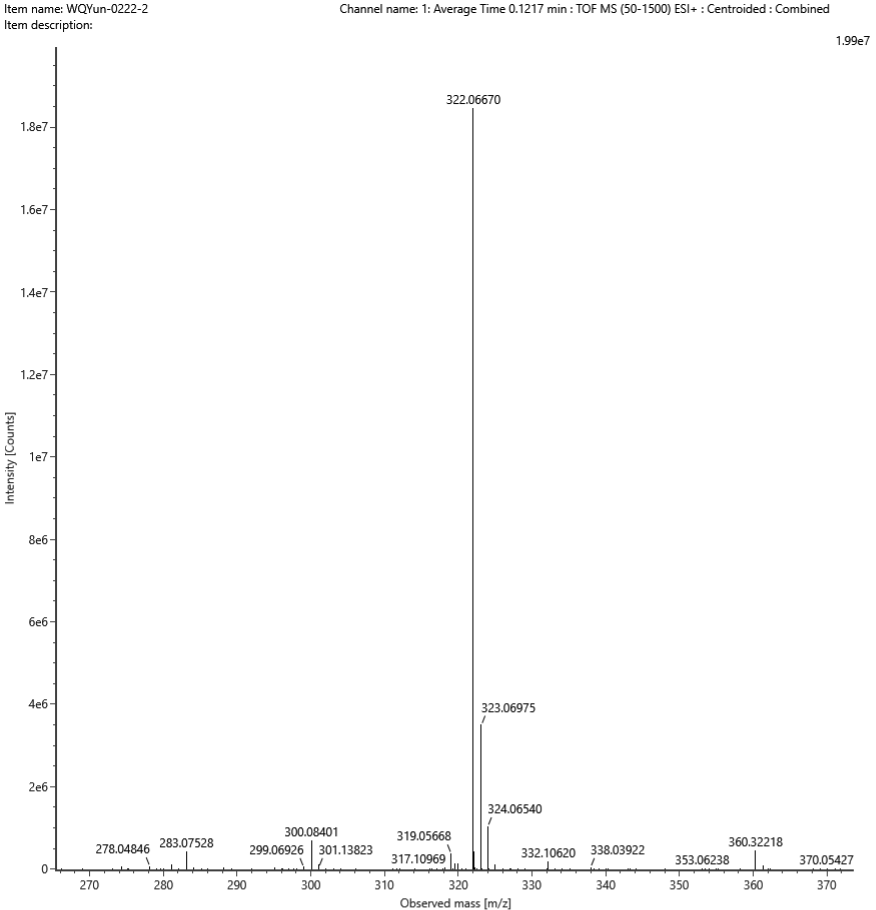 Item name: WQYun-0222-2
Channel name: 1: Average Time 0.1217 min : TOF MS (50-1500) ESI+ : Centroided : Combined
Item description:
1.99e7
322.06670
1.8e7
1.6e7
1.4e7
1.2e7
Intensity [Counts]
1e7
8e6
6e6
4e6
323.06975
2e6
324.06540
300.08401
319.05668
283.07528
360.32218
278.04846
299.06926
301.13823
332.10620
338.03922
317.10969
353.06238
370.05427
0
270
280
290
300
310
320
330
340
350
360
370
Observed mass [m/z]